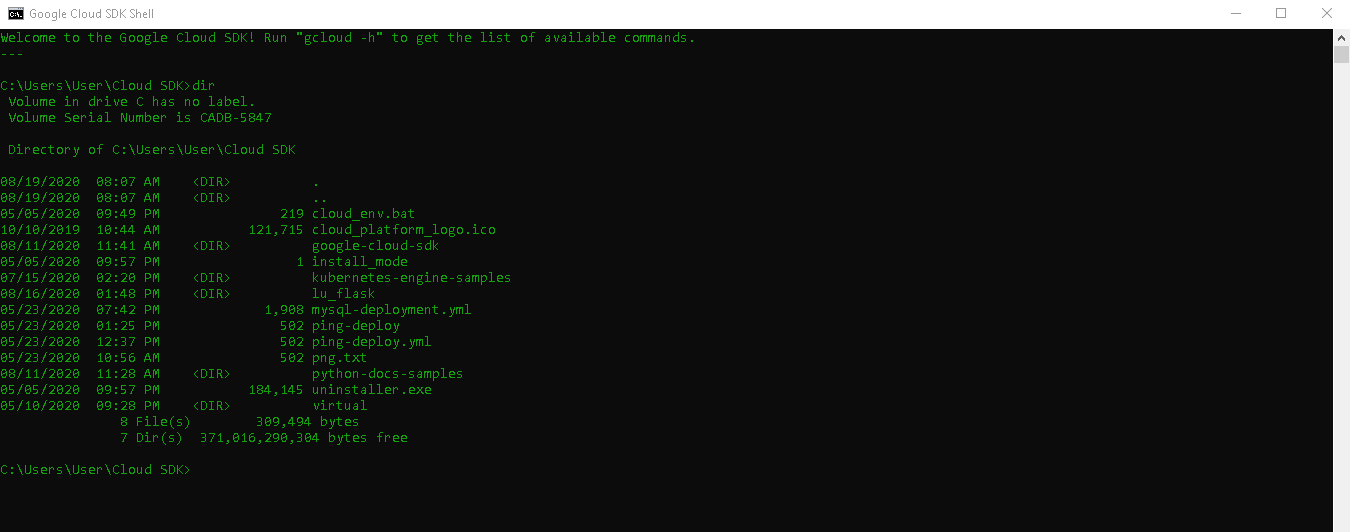 Google Cloud SDK Shell
Welcome to the Google Cloud SDK! Run "gcloud -h" to get the list of available commands.
---
C:\Users\User\Cloud SDK>dir
 Volume in drive C has no label.
 Volume Serial Number is CADB-5847
 Directory of C:\Users\User\Cloud SDK
08/19/2020  08:07 AM    <DIR>          .
08/19/2020  08:07 AM    <DIR>          ..
05/05/2020  09:49 PM               219 cloud_env.bat
10/10/2019  10:44 AM           121,715 cloud_platform_logo.ico
08/11/2020  11:41 AM    <DIR>          google-cloud-sdk
05/05/2020  09:57 PM                 1 install_mode
07/15/2020  02:20 PM    <DIR>          kubernetes-engine-samples
08/16/2020  01:48 PM    <DIR>          lu_flask
05/23/2020  07:42 PM             1,908 mysql-deployment.yml
05/23/2020  01:25 PM               502 ping-deploy
05/23/2020  12:37 PM               502 ping-deploy.yml
05/23/2020  10:56 AM               502 png.txt
08/11/2020  11:28 AM    <DIR>          python-docs-samples
05/05/2020  09:57 PM           184,145 uninstaller.exe
05/10/2020  09:28 PM    <DIR>          virtual
               8 File(s)        309,494 bytes
               7 Dir(s)  371,016,290,304 bytes free
C:\Users\User\Cloud SDK>